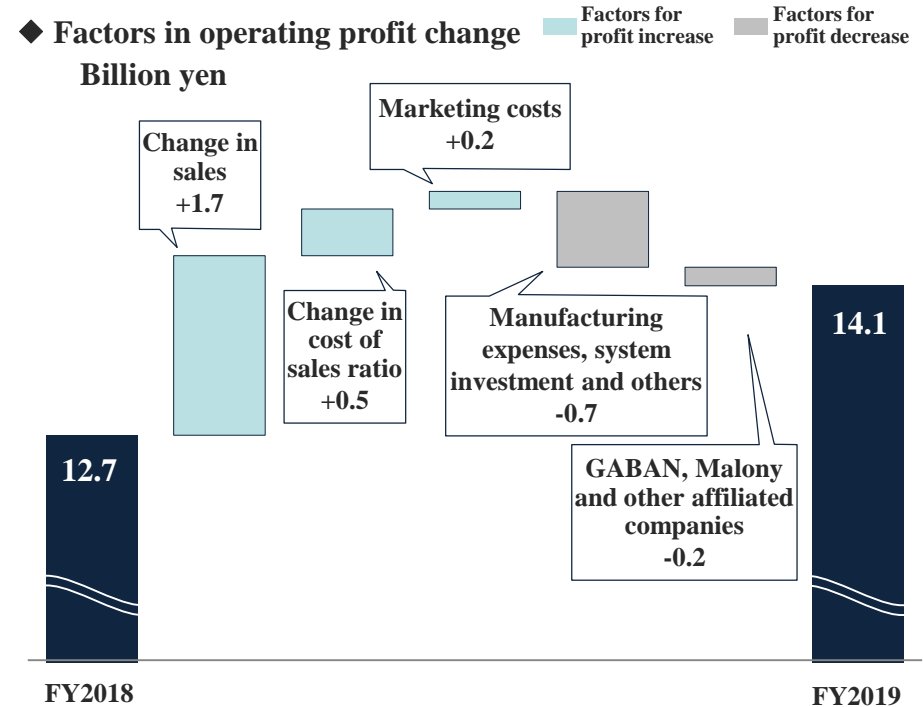 ◆ Factors in operating profit change
Billion yen
Factors for
profit increase
Factors for
profit decrease
Change in
sales
+1.7
Marketing costs
+0.2
Change in
cost of
sales ratio
+0.5
Manufacturing
expenses, system
investment and others
-0.7
GABAN, Malony
and other affiliated
companies
-0.2
12.7
14.1
FY2018
FY2019